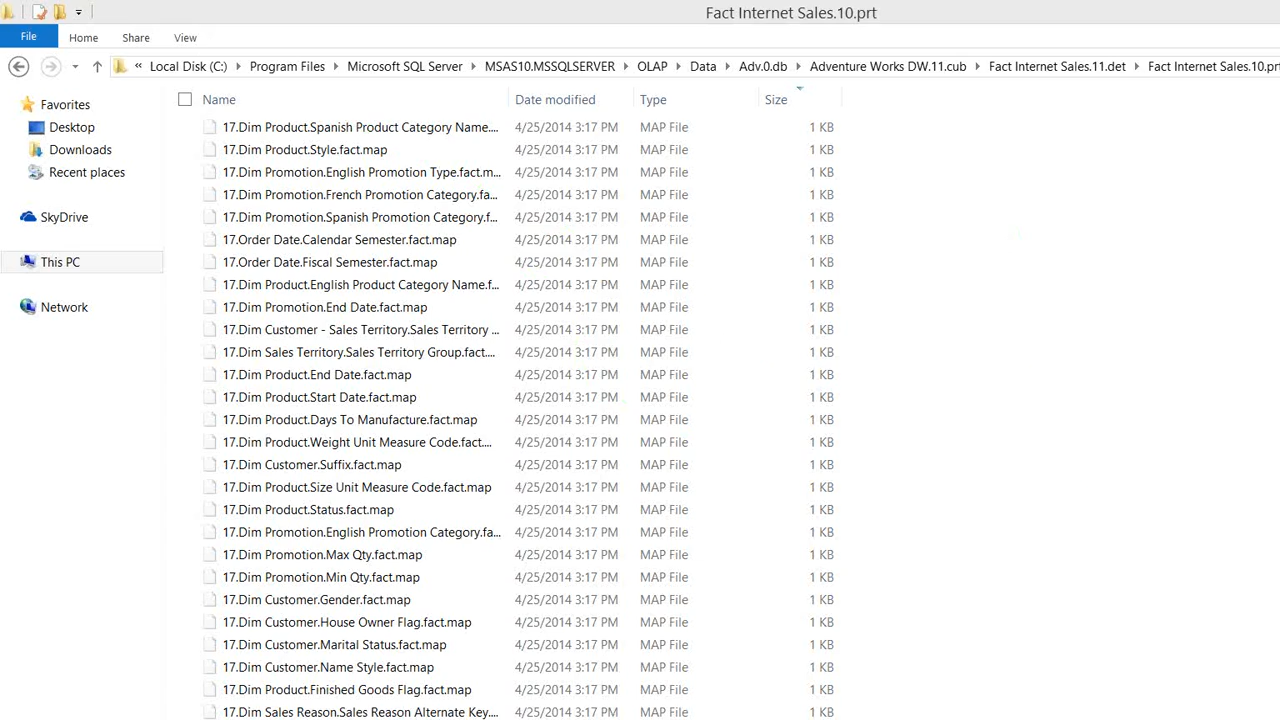 Fact Internet Sales.10.prt
File Home Share View
« Local Disk (C:) Program Files Microsoft SQL Server MSAS10.MSSQLSERVER OLAP Data Adv.0.db Adventure Works DW.11.cub Fact Internet Sales.11.det Fact Internet Sales.10.prt
Favorites
Desktop
Downloads
Recent places
SkyDrive
This PC
Network
Name Date modified Type Size
17.Dim Product.Spanish Product Category Name.... 4/25/2014 3:17 PM MAP File 1 KB
17.Dim Product.Style.fact.map 4/25/2014 3:17 PM MAP File 1 KB
17.Dim Promotion.English Promotion Type.fact.m... 4/25/2014 3:17 PM MAP File 1 KB
17.Dim Promotion.French Promotion Category.fa... 4/25/2014 3:17 PM MAP File 1 KB
17.Dim Promotion.Spanish Promotion Category.f... 4/25/2014 3:17 PM MAP File 1 KB
17.Order Date.Calendar Semester.fact.map 4/25/2014 3:17 PM MAP File 1 KB
17.Order Date.Fiscal Semester.fact.map 4/25/2014 3:17 PM MAP File 1 KB
17.Dim Product.English Product Category Name.f... 4/25/2014 3:17 PM MAP File 1 KB
17.Dim Promotion.End Date.fact.map 4/25/2014 3:17 PM MAP File 1 KB
17.Dim Customer - Sales Territory.Sales Territory ... 4/25/2014 3:17 PM MAP File 1 KB
17.Dim Sales Territory.Sales Territory Group.fact.... 4/25/2014 3:17 PM MAP File 1 KB
17.Dim Product.End Date.fact.map 4/25/2014 3:17 PM MAP File 1 KB
17.Dim Product.Start Date.fact.map 4/25/2014 3:17 PM MAP File 1 KB
17.Dim Product.Days To Manufacture.fact.map 4/25/2014 3:17 PM MAP File 1 KB
17.Dim Product.Weight Unit Measure Code.fact.... 4/25/2014 3:17 PM MAP File 1 KB
17.Dim Customer.Suffix.fact.map 4/25/2014 3:17 PM MAP File 1 KB
17.Dim Product.Size Unit Measure Code.fact.map 4/25/2014 3:17 PM MAP File 1 KB
17.Dim Product.Status.fact.map 4/25/2014 3:17 PM MAP File 1 KB
17.Dim Promotion.English Promotion Category.fa... 4/25/2014 3:17 PM MAP File 1 KB
17.Dim Promotion.Max Qty.fact.map 4/25/2014 3:17 PM MAP File 1 KB
17.Dim Promotion.Min Qty.fact.map 4/25/2014 3:17 PM MAP File 1 KB
17.Dim Customer.Gender.fact.map 4/25/2014 3:17 PM MAP File 1 KB
17.Dim Customer.House Owner Flag.fact.map 4/25/2014 3:17 PM MAP File 1 KB
17.Dim Customer.Marital Status.fact.map 4/25/2014 3:17 PM MAP File 1 KB
17.Dim Customer.Name Style.fact.map 4/25/2014 3:17 PM MAP File 1 KB
17.Dim Product.Finished Goods Flag.fact.map 4/25/2014 3:17 PM MAP File 1 KB
17.Dim Sales Reason.Sales Reason Alternate Key.... 4/25/2014 3:17 PM MAP File 1 KB